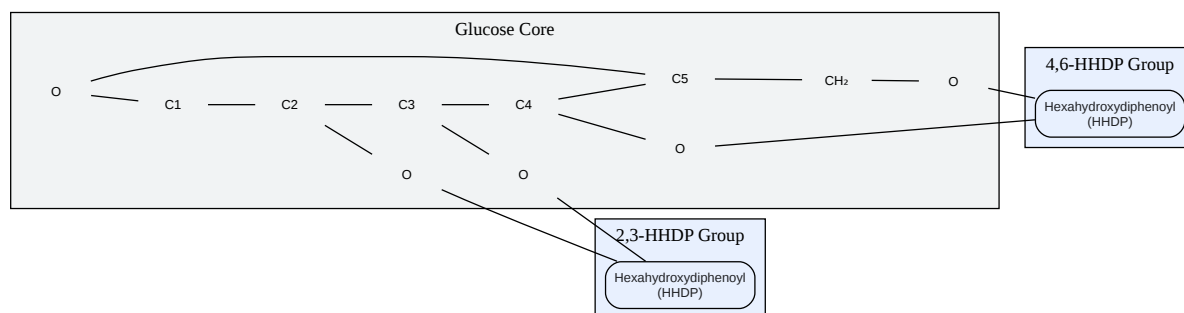 Glucose Core
O
C1
C2
C3
C4
C5
CH₂
O
O
O
O
4,6-HHDP Group
Hexahydroxydiphenoyl
(HHDP)
2,3-HHDP Group
Hexahydroxydiphenoyl
(HHDP)